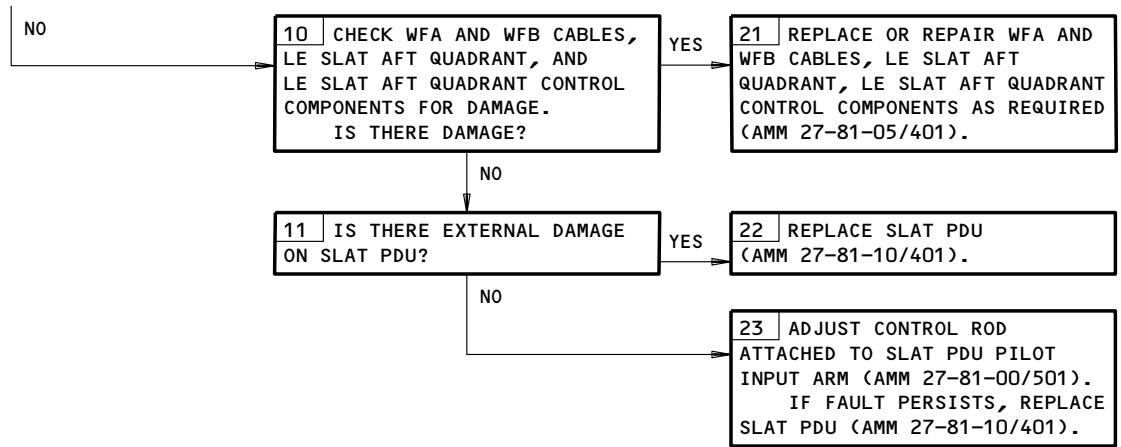 NO
10 CHECK WFA AND WFB CABLES,
LE SLAT AFT QUADRANT, AND
LE SLAT AFT QUADRANT CONTROL
COMPONENTS FOR DAMAGE.
IS THERE DAMAGE?
YES
21 REPLACE OR REPAIR WFA AND
WFB CABLES, LE SLAT AFT
QUADRANT, LE SLAT AFT QUADRANT
CONTROL COMPONENTS AS REQUIRED
(AMM 27-81-05/401).
NO
11 IS THERE EXTERNAL DAMAGE
ON SLAT PDU?
YES
22 REPLACE SLAT PDU
(AMM 27-81-10/401).
NO
23 ADJUST CONTROL ROD
ATTACHED TO SLAT PDU PILOT
INPUT ARM (AMM 27-81-00/501).
IF FAULT PERSISTS, REPLACE
SLAT PDU (AMM 27-81-10/401).